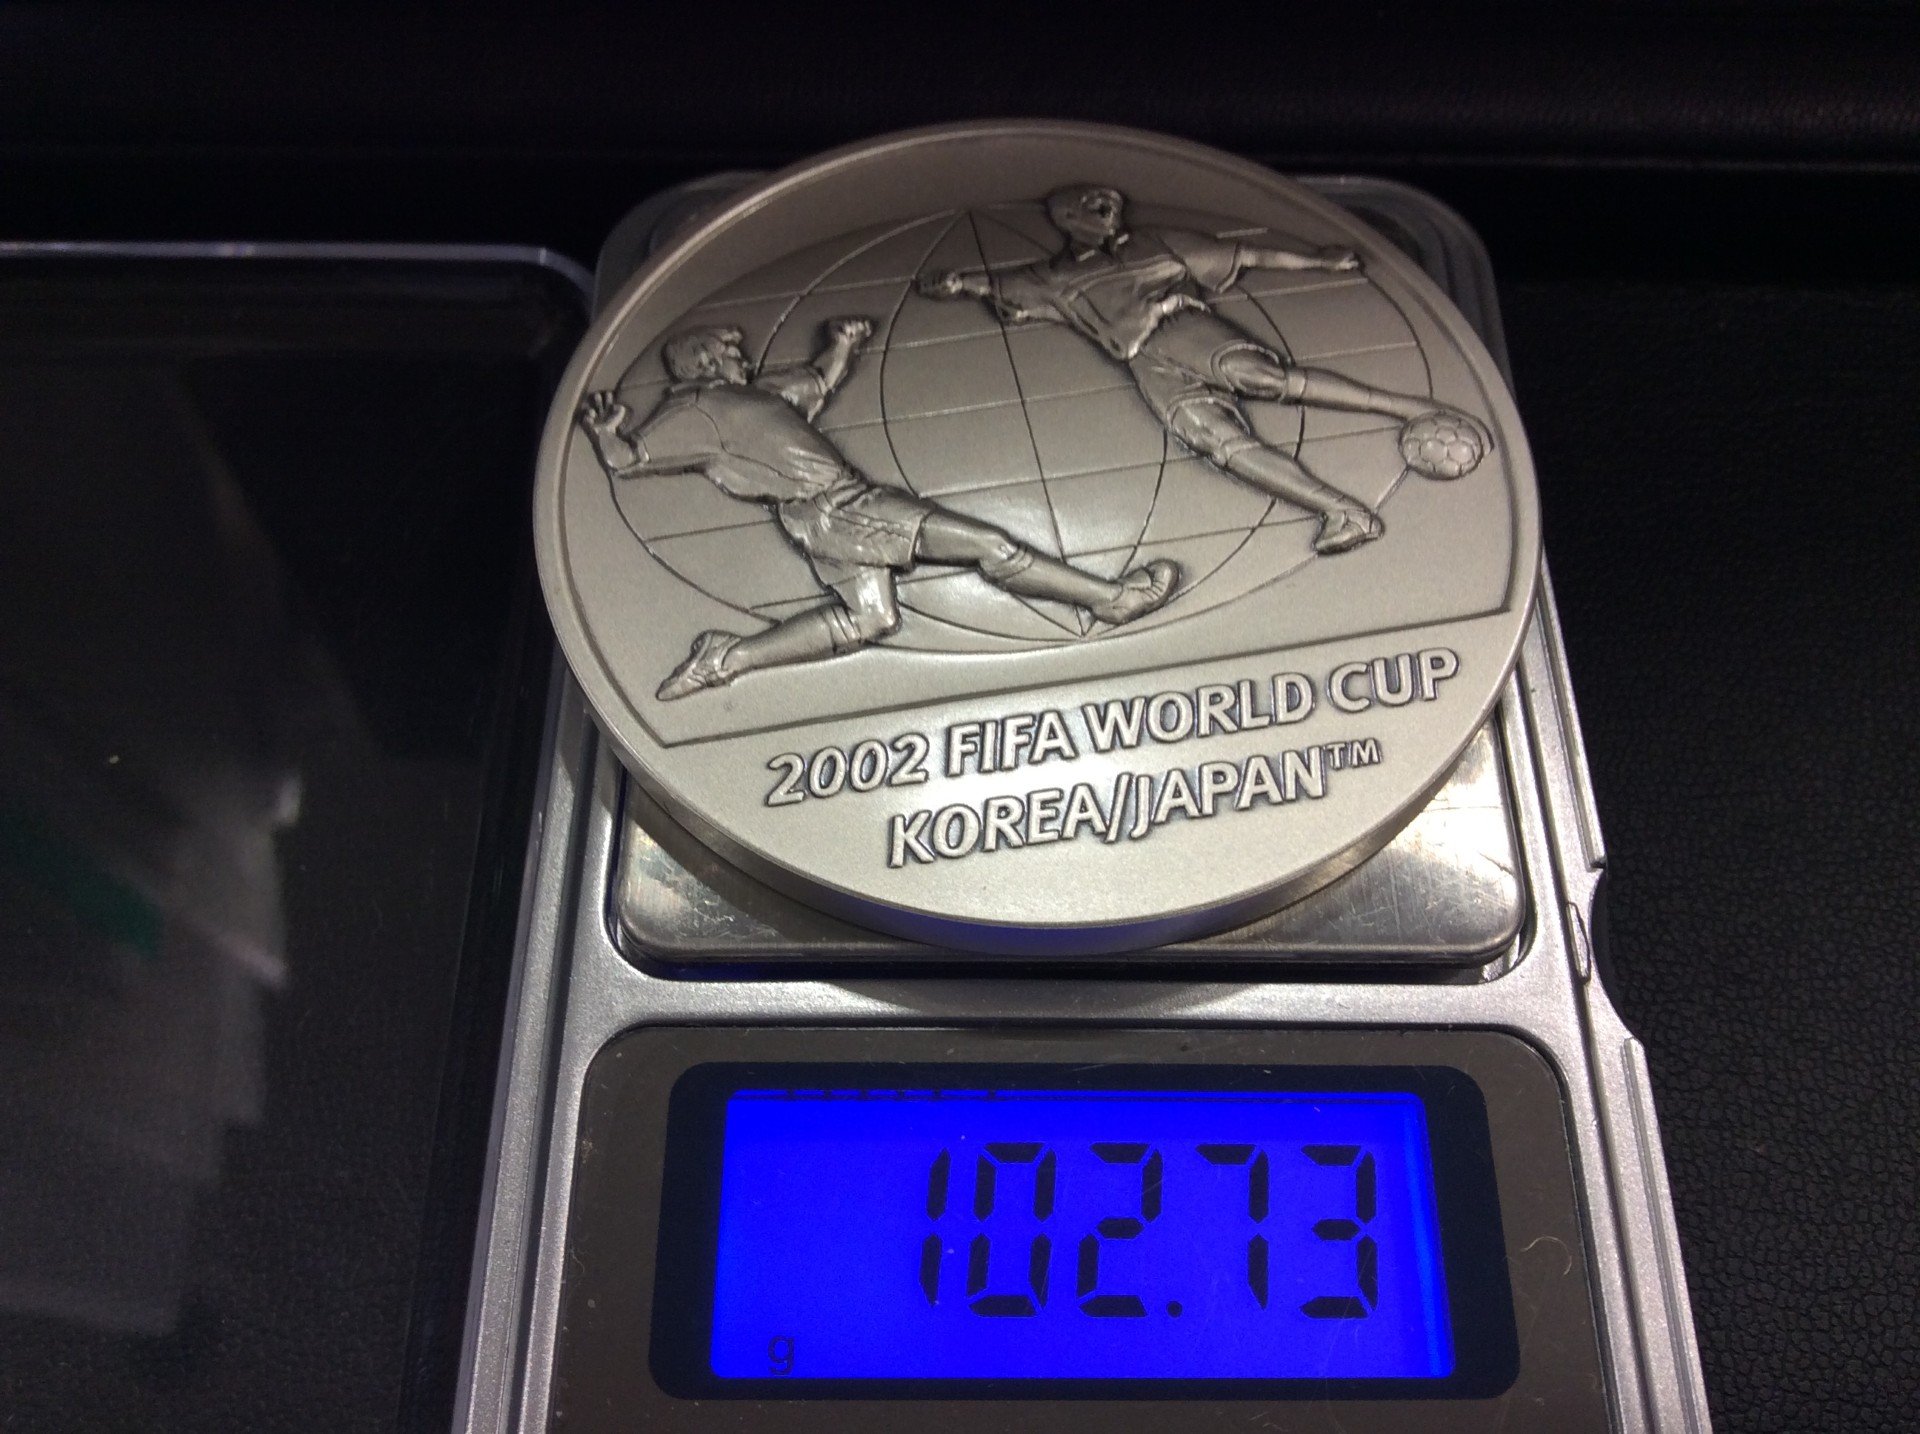 2002 FIFA WORLD CUP
KOREA/JAPAN™
102.73
g